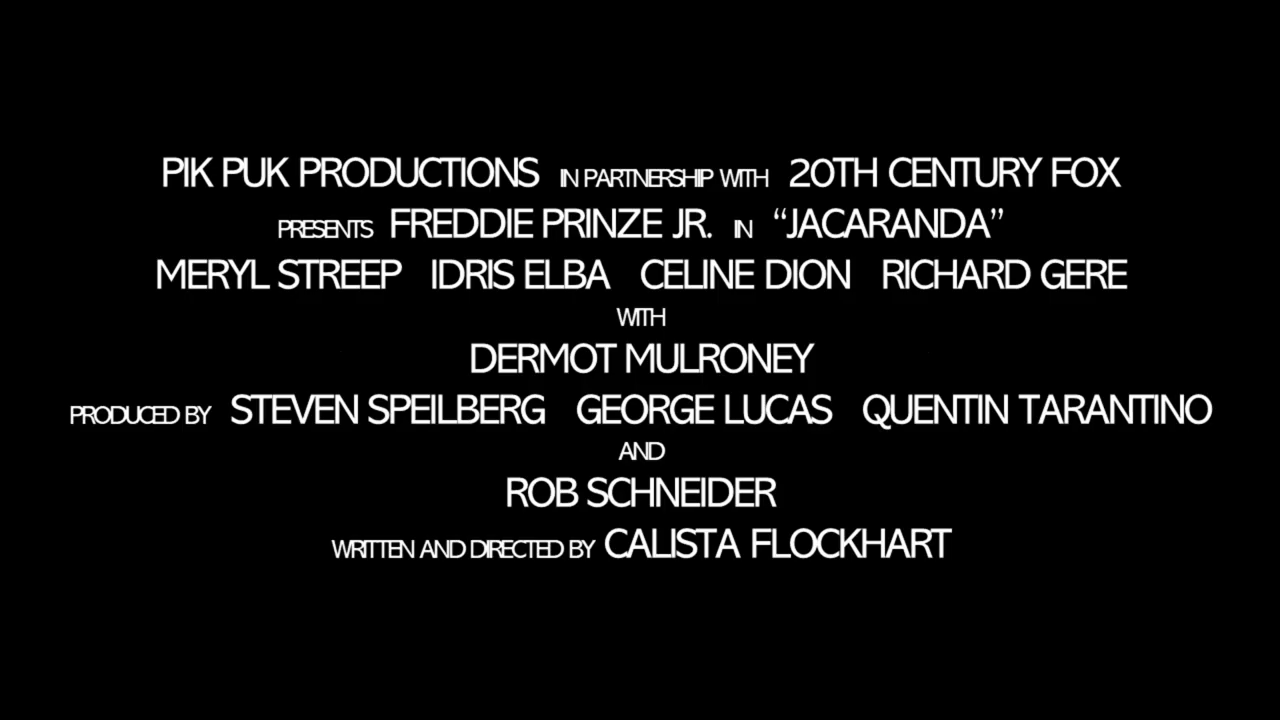 PIK PUK PRODUCTIONS IN PARTNERSHIP WITH 20TH CENTURY FOX
PRESENTS FREDDIE PRINZE JR. IN “JACARANDA”
MERYL STREEP IDRIS ELBA CELINE DION RICHARD GERE
WITH
DERMOT MULRONEY
PRODUCED BY STEVEN SPEILBERG GEORGE LUCAS QUENTIN TARANTINO
AND
ROB SCHNEIDER
WRITTEN AND DIRECTED BY CALISTA FLOCKHART